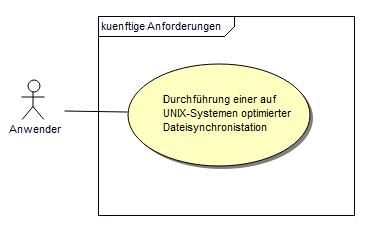 kuenftige Anforderungen
Durchführung einer auf
UNIX-Systemen optimierter
Dateisynchronistation
Anwender